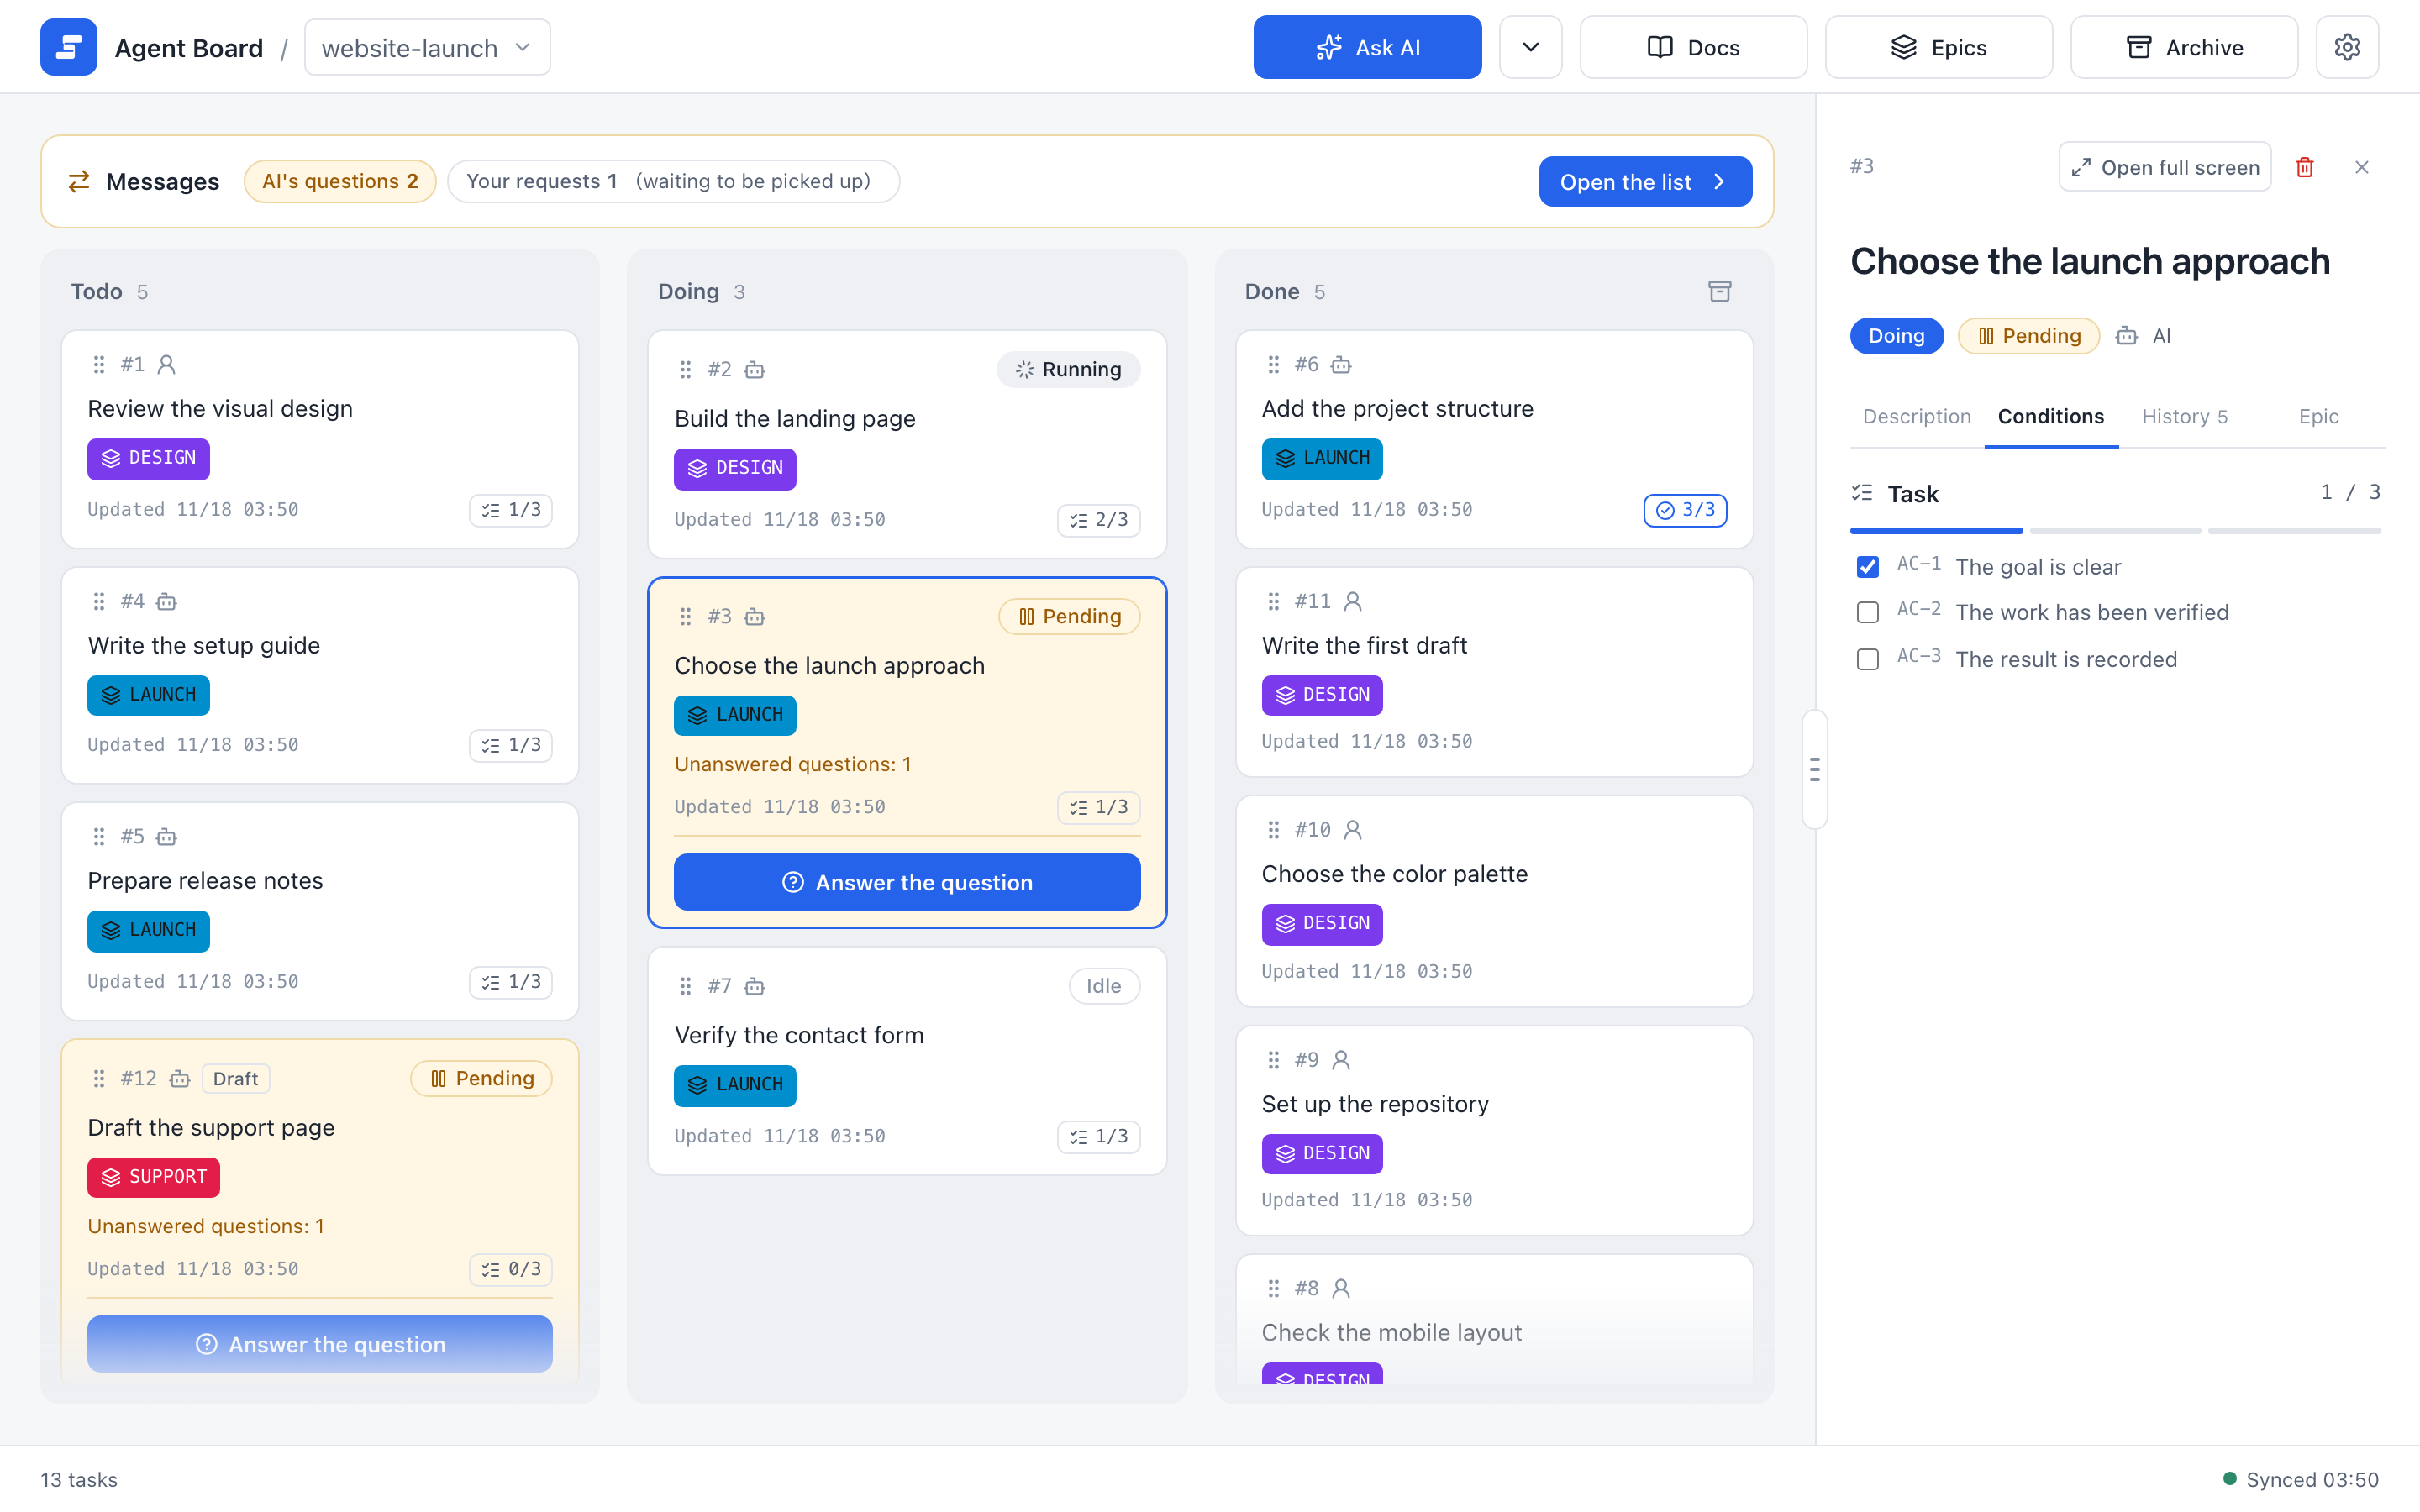 Agent Board / website-launch
Ask AI
Docs
Epics
Archive
Messages
AI's questions 2
Your requests 1 (waiting to be picked up)
Open the list
Todo 5
#1
Review the visual design
DESIGN
Updated 11/18 03:50
1/3
#4
Write the setup guide
LAUNCH
Updated 11/18 03:50
1/3
#5
Prepare release notes
LAUNCH
Updated 11/18 03:50
1/3
#12 Draft
Pending
Draft the support page
SUPPORT
Unanswered questions: 1
Updated 11/18 03:50
0/3
Answer the question
Doing 3
#2
Running
Build the landing page
DESIGN
Updated 11/18 03:50
2/3
#3
Pending
Choose the launch approach
LAUNCH
Unanswered questions: 1
Updated 11/18 03:50
1/3
Answer the question
#7
Idle
Verify the contact form
LAUNCH
Updated 11/18 03:50
1/3
Done 5
#6
Add the project structure
LAUNCH
Updated 11/18 03:50
3/3
#11
Write the first draft
DESIGN
Updated 11/18 03:50
#10
Choose the color palette
DESIGN
Updated 11/18 03:50
#9
Set up the repository
DESIGN
Updated 11/18 03:50
#8
Check the mobile layout
DESIGN
#3
Open full screen
Choose the launch approach
Doing
Pending
AI
Description
Conditions
History 5
Epic
Task
1 / 3
AC-1 The goal is clear
AC-2 The work has been verified
AC-3 The result is recorded
13 tasks
Synced 03:50